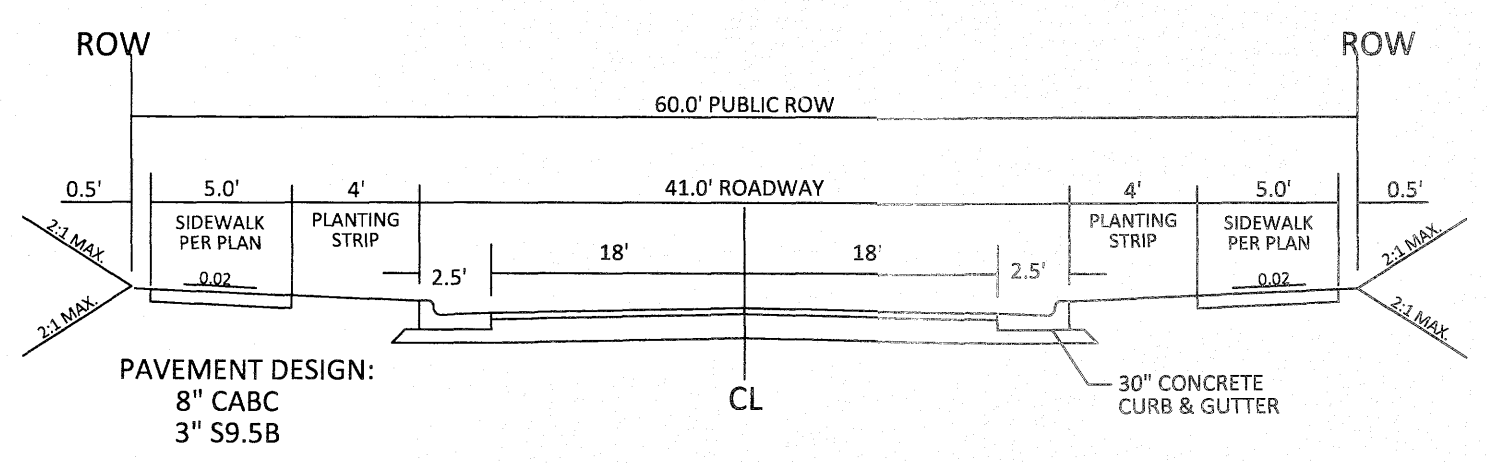 ROW ROW
60.0' PUBLIC ROW
0.5' 5.0' 4' 41.0' ROADWAY 4' 5.0' 0.5'
SIDEWALK PER PLAN
PLANTING STRIP
PLANTING STRIP
SIDEWALK PER PLAN
2:1 MAX.
2:1 MAX.
18' 18'
2.5' 2.5'
0.02 0.02
2:1 MAX.
2:1 MAX.
PAVEMENT DESIGN:
8" CABC
3" S9.5B
CL
30" CONCRETE
CURB & GUTTER